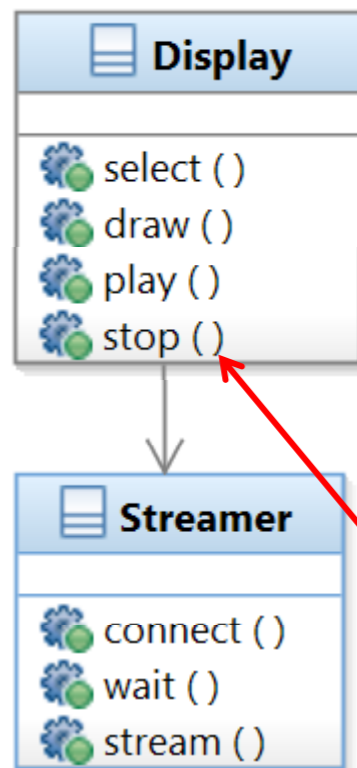 Display
select ( )
draw ( )
play ( )
stop ( )
Streamer
connect ( )
wait ( )
stream ( )